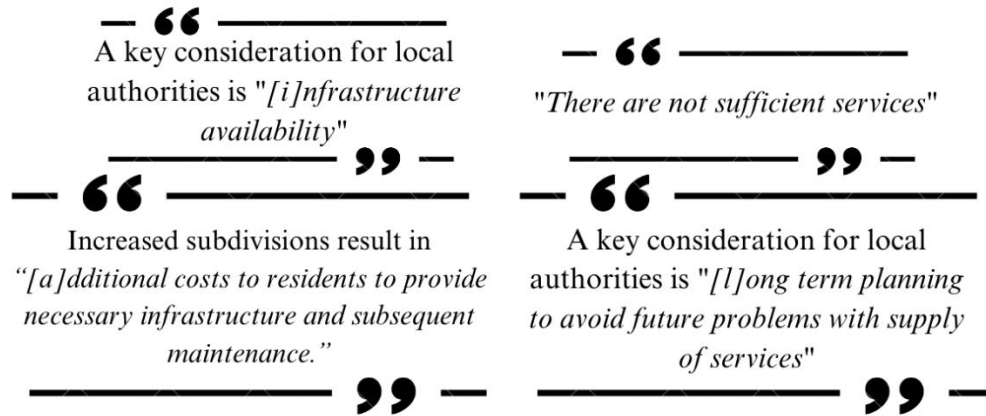 A key consideration for local
authorities is "[i]nfrastructure
availability"
"There are not sufficient services"
Increased subdivisions result in
“[a]dditional costs to residents to provide
necessary infrastructure and subsequent
maintenance.”
A key consideration for local
authorities is "[l]ong term planning
to avoid future problems with supply
of services"